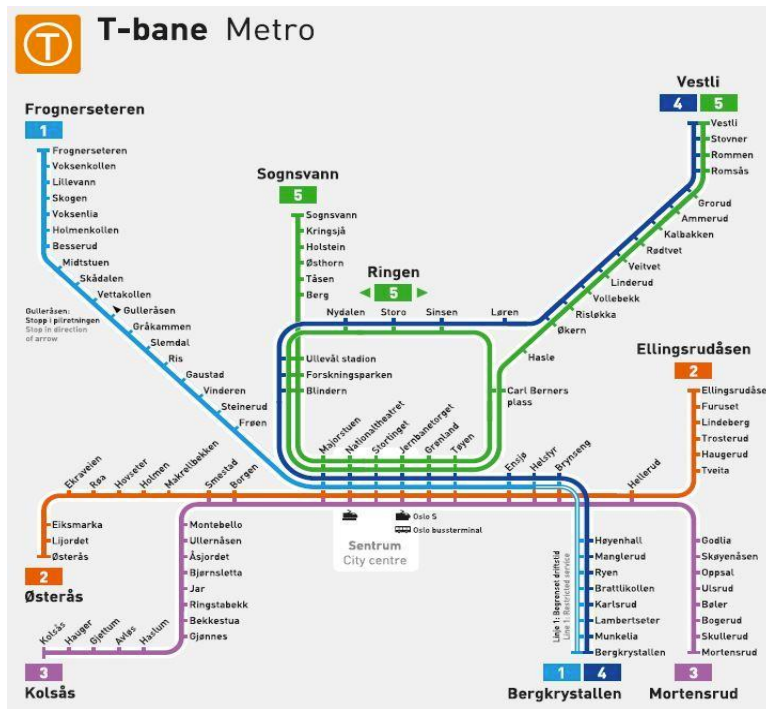 T T-bane Metro
Frognerseteren
1
Frognerseteren
Voksenkollen
Lillevann
Skogen
Voksenlia
Holmenkollen
Besserud
Midtstuen
Skådalen
Vettakollen
Gulleråsen
Gulleråsen:
Stopp i pilretningen
Stop in direction
of arrow
Gråkammen
Slemdal
Ris
Gaustad
Vinderen
Steinerud
Frøen
Sognsvann
5
Sognsvann
Kringsjå
Holstein
Østhorn
Tåsen
Berg
Ullevål stadion
Forskningsparken
Blindern
Ringen
5
Nydalen
Storo
Sinsen
Løren
Vestli
4 5
Vestli
Stovner
Rommen
Romsås
Grorud
Ammerud
Kalbakken
Rødtvet
Veitvet
Linderud
Vollebekk
Risløkka
Økern
Hasle
Carl Berners
plass
Ellingsrudåsen
2
Ellingsrudåse
Furuset
Lindeberg
Trosterud
Haugerud
Tveita
Hellerud
Majorstuen
Nationaltheatret
Stortinget
Jernbanetorget
Grønland
Tøyen
Ensjø
Helsfyr
Brynseng
Ekraveien
Røa
Hovseter
Holmen
Makrellbekken
Smestad
Borgen
Eiksmarka
Lijordet
Østerås
2
Østerås
Montebello
Ullernåsen
Åsjordet
Bjørnsletta
Jar
Ringstabekk
Bekkestua
Gjønnes
Kolsås
Hauger
Gjettum
Avløs
Haslum
3
Kolsås
Oslo S
Oslo bussterminal
Sentrum
City centre
Linje 1: Begrenset driftstid
Line 1: Restricted service
Høyenhall
Manglerud
Ryen
Brattlikollen
Karlsrud
Lambertseter
Munkelia
Bergkrystallen
1 4
Bergkrystallen
Godlia
Skøyenåsen
Oppsal
Ulsrud
Bøler
Bogerud
Skullerud
Mortensrud
3
Mortensrud